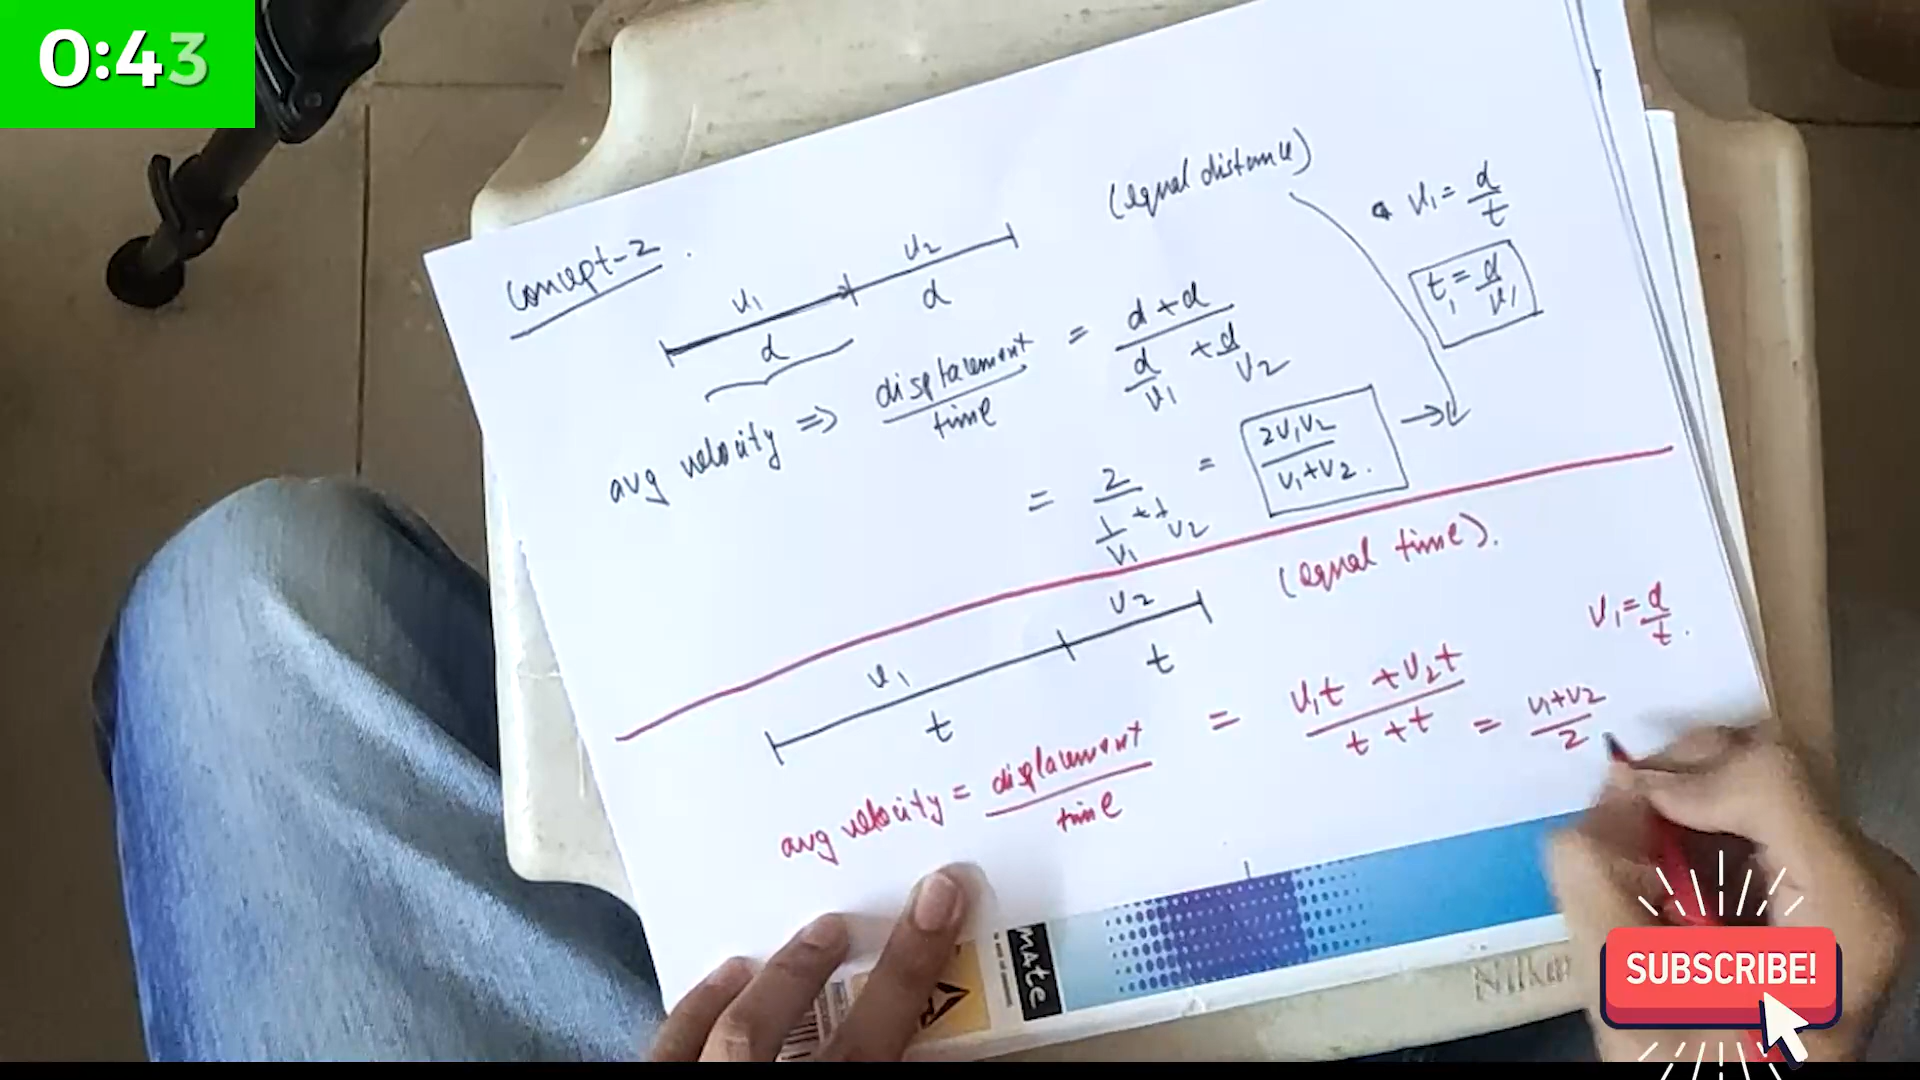 0:43
Concept-2.
(equal distance)
V1 V2
d d
V1 = d/t
t1 = d/V1
avg velocity => displacement/time = (d + d)/(d/V1 + d/V2)
= 2/(1/V1 + 1/V2) = 2V1V2/(V1+V2).
(equal time).
V1 V2
t t
V1 = d/t.
avg velocity = displacement/time = (V1t + V2t)/(t + t) = (V1+V2)/2
mate
SUBSCRIBE!